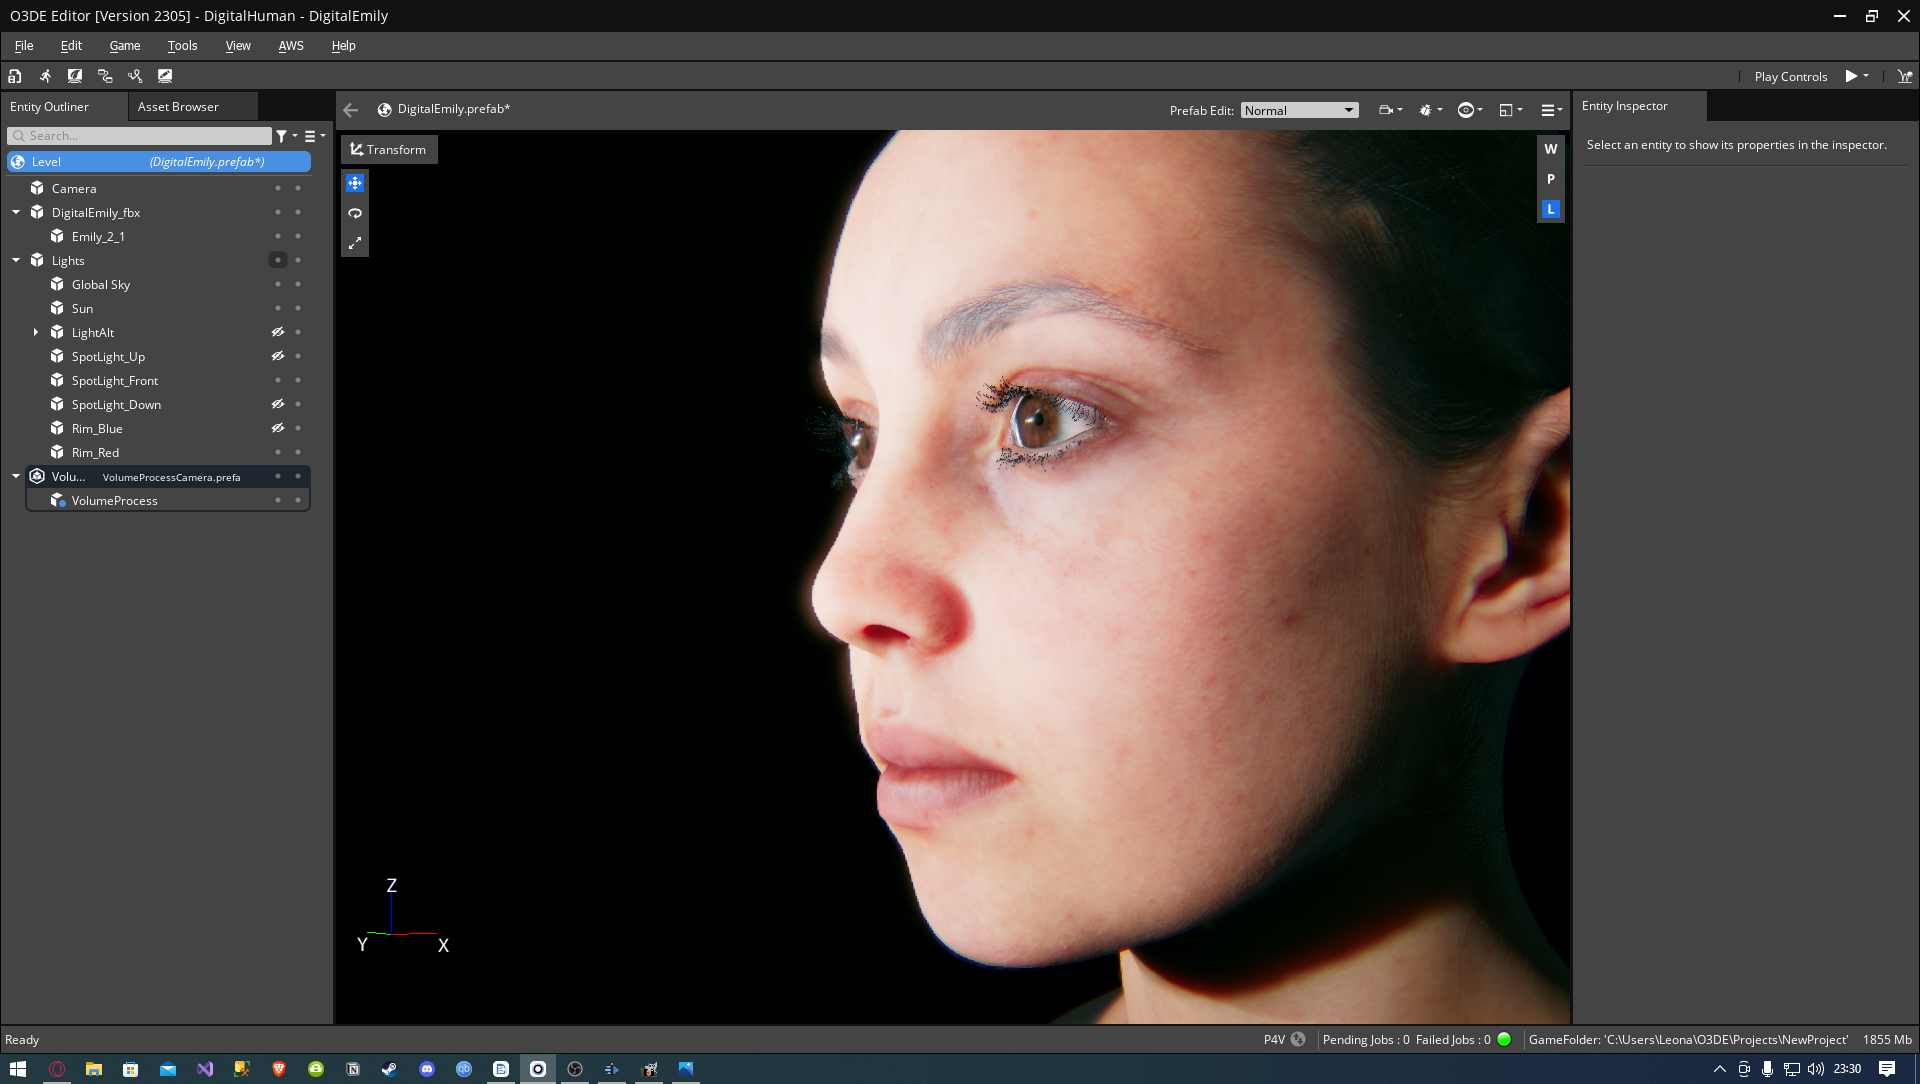 O3DE Editor [Version 2305] - DigitalHuman - DigitalEmily
File Edit Game Tools View AWS Help
Play Controls
Entity Outliner Asset Browser
Search...
Level (DigitalEmily.prefab*)
Camera
DigitalEmily_fbx
Emily_2_1
Lights
Global Sky
Sun
LightAlt
SpotLight_Up
SpotLight_Front
SpotLight_Down
Rim_Blue
Rim_Red
Volu... VolumeProcessCamera.prefa
VolumeProcess
DigitalEmily.prefab*
Prefab Edit: Normal
Transform
W
P
L
Z
Y X
Entity Inspector
Select an entity to show its properties in the inspector.
Ready
P4V Pending Jobs : 0 Failed Jobs : 0 GameFolder: 'C:\Users\Leona\O3DE\Projects\NewProject' 1855 Mb
23:30